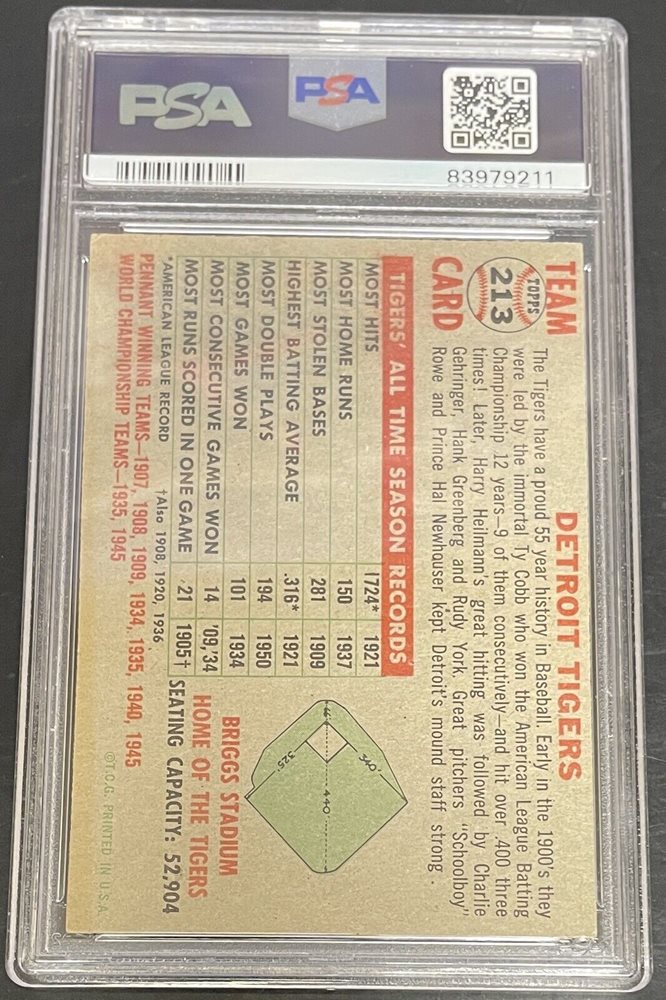 PSA
PSA
83979211
TEAM
TOPPS
213
CARD
DETROIT TIGERS
The Tigers have a proud 55 year history in Baseball. Early in the 1900's they
were led by the immortal Ty Cobb who won the American League Batting
Championship 12 years—9 of them consecutively—and hit over .400 three
times! Later, Harry Heilmann's great hitting was followed by Charlie
Gehringer, Hank Greenberg and Rudy York. Great pitchers "Schoolboy"
Rowe and Prince Hal Newhouser kept Detroit's mound staff strong.
TIGERS' ALL TIME SEASON RECORDS
MOST HITS 1724* 1921
MOST HOME RUNS 150 1937
MOST STOLEN BASES 281 1909
HIGHEST BATTING AVERAGE .316* 1921
MOST DOUBLE PLAYS 194 1950
MOST GAMES WON 101 1934
MOST CONSECUTIVE GAMES WON 14 '09,'34
MOST RUNS SCORED IN ONE GAME 21 1905†
*AMERICAN LEAGUE RECORD †Also 1908, 1920, 1936
PENNANT WINNING TEAMS—1907, 1908, 1909, 1934, 1935, 1940, 1945
WORLD CHAMPIONSHIP TEAMS—1935, 1945
340'
440
325'
BRIGGS STADIUM
HOME OF THE TIGERS
SEATING CAPACITY: 52,904
©T.C.G. PRINTED IN U.S.A.